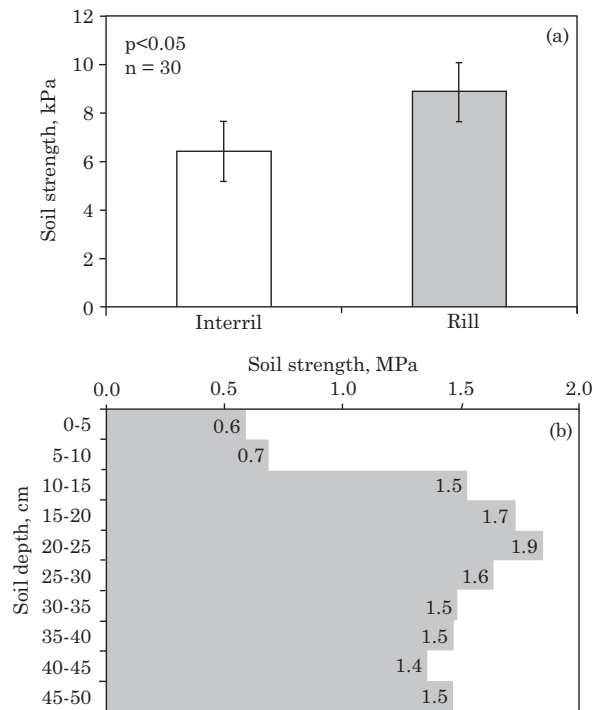 12
(a)
p<0.05
n = 30
10
8
6
4
2
0
Soil strength, kPa
Interril
Rill
Soil strength, MPa
0.0 0.5 1.0 1.5 2.0
(b)
Soil depth, cm
0-5 0.6
5-10 0.7
10-15 1.5
15-20 1.7
20-25 1.9
25-30 1.6
30-35 1.5
35-40 1.5
40-45 1.4
45-50 1.5